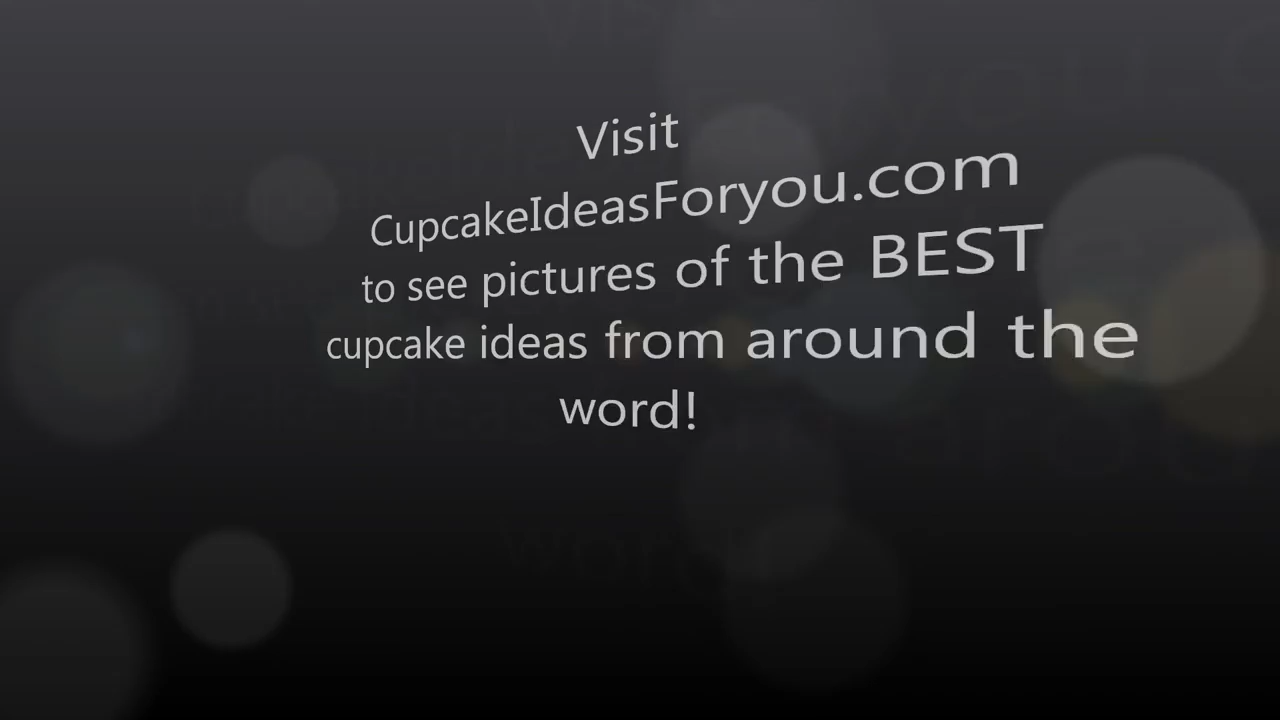 Visit
CupcakeIdeasForyou.com
to see pictures of the BEST
cupcake ideas from around the
word!